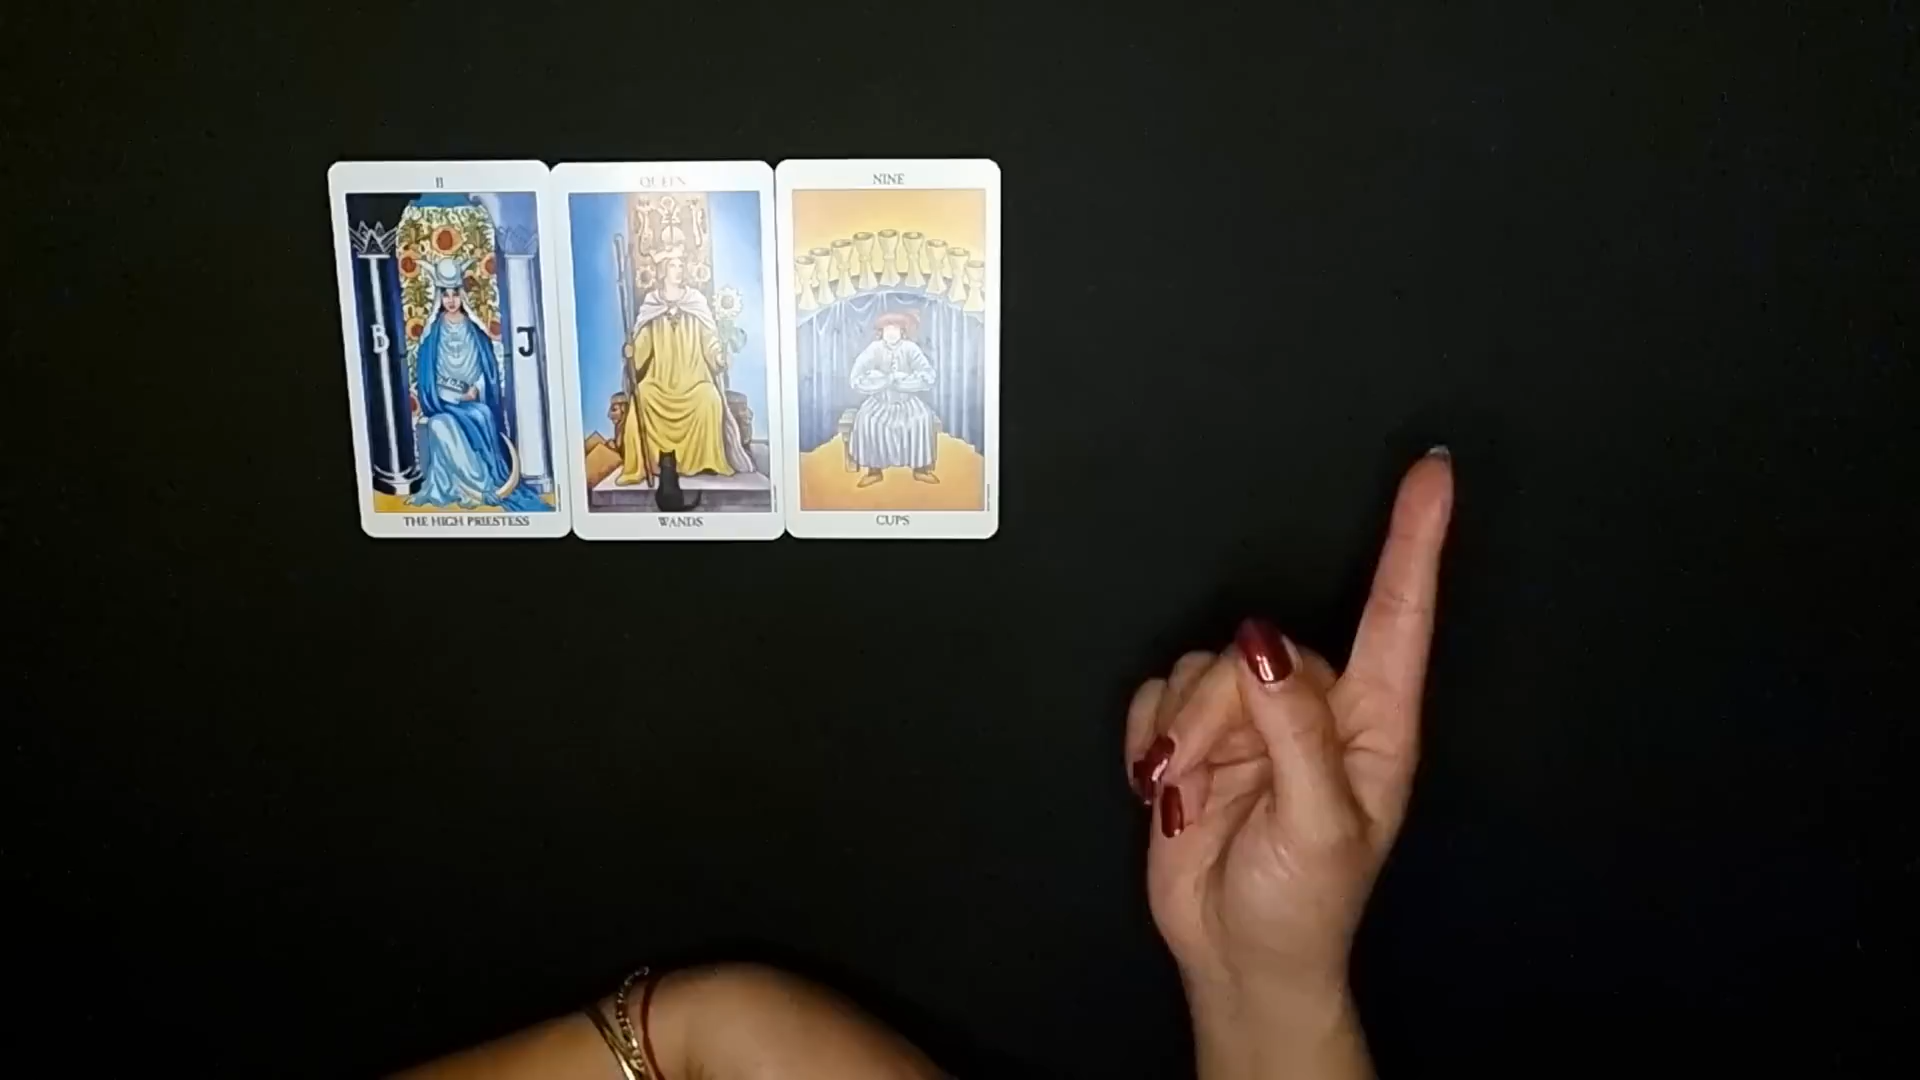 II
QUEEN
NINE
B
J
THE HIGH PRIESTESS
WANDS
CUPS